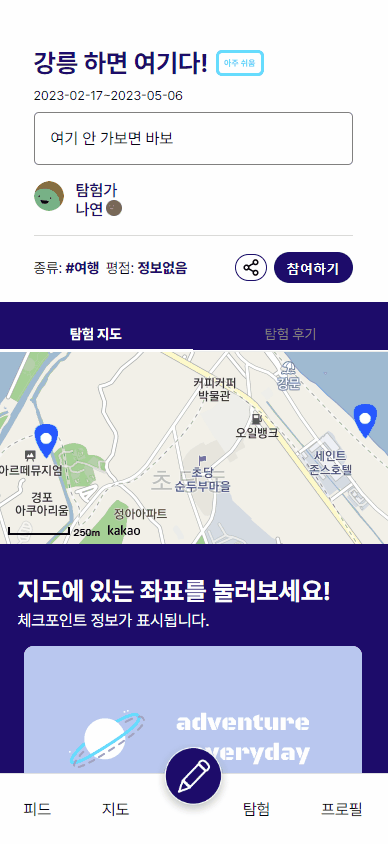 강릉 하면 여기다! 아주 쉬움
2023-02-17~2023-05-06
여기 안 가보면 바보
탐험가
나연
종류: #여행 평점: 정보없음
참여하기
탐험 지도 탐험 후기
커피커퍼
박물관
강문
오일뱅크
아르떼뮤지엄
세인트
존스호텔
초당
순두부마을
경포
아쿠아리움
정아아파트
250m kakao
지도에 있는 좌표를 눌러보세요!
체크포인트 정보가 표시됩니다.
adventure
everyday
피드 지도 탐험 프로필